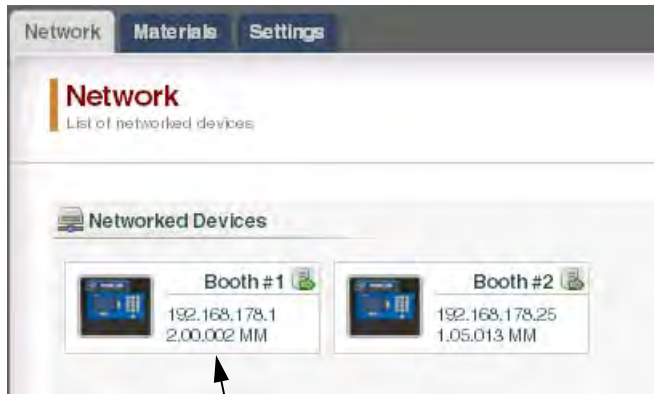 Network Materials Settings
Network
List of networked devices
Networked Devices
Booth #1
192.168.178.1
2.00.002 MM
Booth #2
192.168.178.25
1.05.013 MM